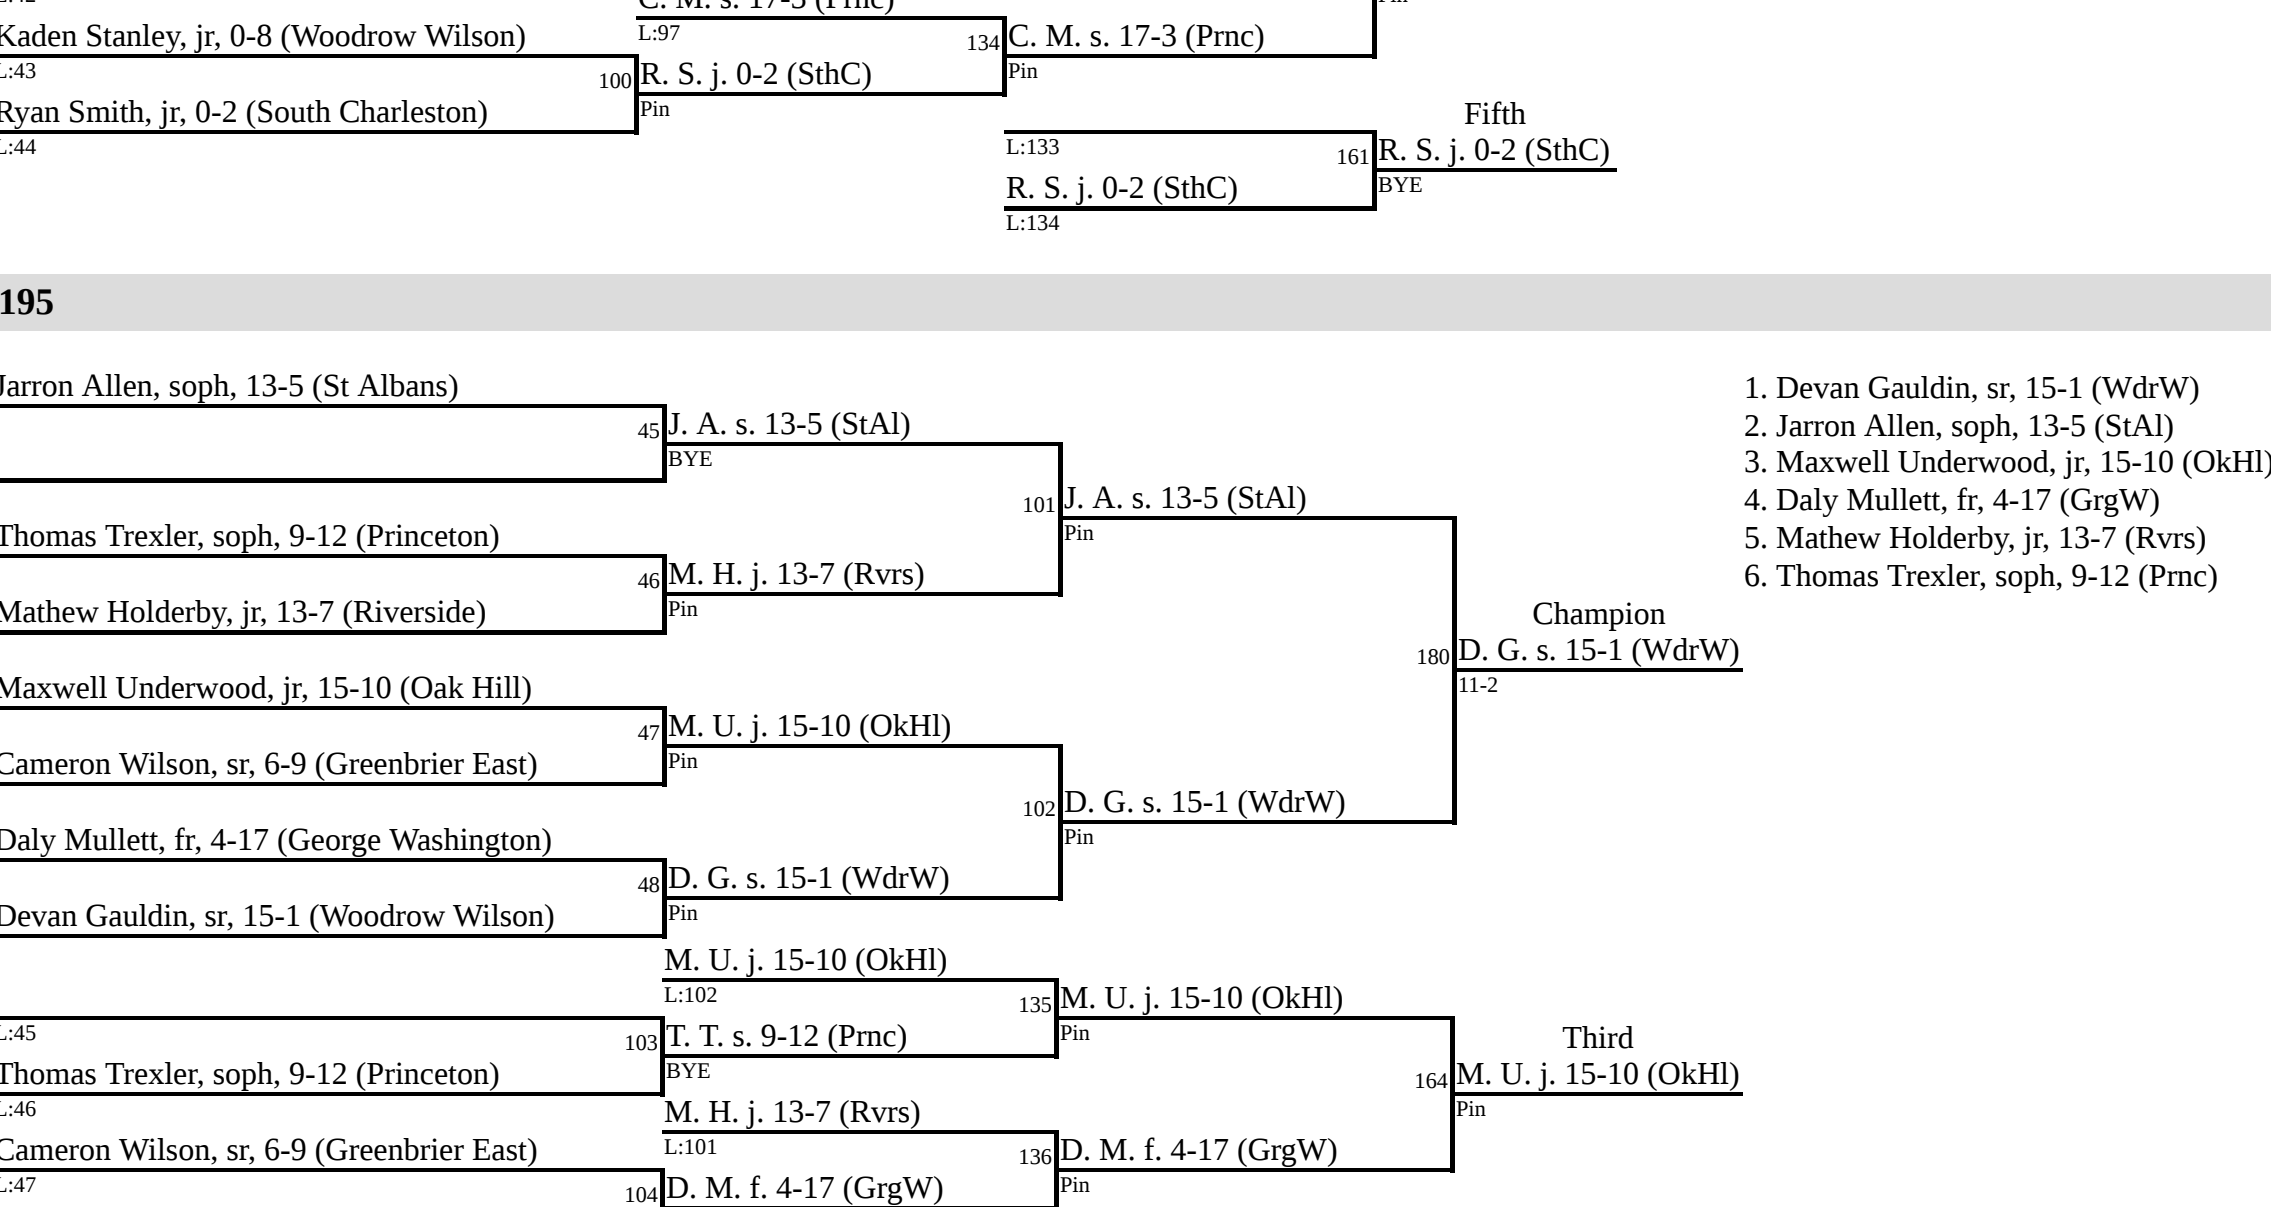 C. M. s. 17-3 (Prnc)
Kaden Stanley, jr, 0-8 (Woodrow Wilson)
L:97
134 C. M. s. 17-3 (Prnc)
L:43
100 R. S. j. 0-2 (SthC)
Pin
Ryan Smith, jr, 0-2 (South Charleston)
Pin
Fifth
L:44
L:133
161 R. S. j. 0-2 (SthC)
R. S. j. 0-2 (SthC)
BYE
L:134
195
Jarron Allen, soph, 13-5 (St Albans)
1. Devan Gauldin, sr, 15-1 (WdrW)
45 J. A. s. 13-5 (StAl)
2. Jarron Allen, soph, 13-5 (StAl)
BYE
3. Maxwell Underwood, jr, 15-10 (OkHl)
101 J. A. s. 13-5 (StAl)
4. Daly Mullett, fr, 4-17 (GrgW)
Thomas Trexler, soph, 9-12 (Princeton)
Pin
5. Mathew Holderby, jr, 13-7 (Rvrs)
46 M. H. j. 13-7 (Rvrs)
6. Thomas Trexler, soph, 9-12 (Prnc)
Mathew Holderby, jr, 13-7 (Riverside)
Pin
Champion
180 D. G. s. 15-1 (WdrW)
11-2
Maxwell Underwood, jr, 15-10 (Oak Hill)
47 M. U. j. 15-10 (OkHl)
Cameron Wilson, sr, 6-9 (Greenbrier East)
Pin
102 D. G. s. 15-1 (WdrW)
Daly Mullett, fr, 4-17 (George Washington)
Pin
48 D. G. s. 15-1 (WdrW)
Devan Gauldin, sr, 15-1 (Woodrow Wilson)
Pin
M. U. j. 15-10 (OkHl)
L:102
135 M. U. j. 15-10 (OkHl)
L:45
103 T. T. s. 9-12 (Prnc)
Pin
Third
Thomas Trexler, soph, 9-12 (Princeton)
BYE
164 M. U. j. 15-10 (OkHl)
L:46
M. H. j. 13-7 (Rvrs)
Pin
Cameron Wilson, sr, 6-9 (Greenbrier East)
L:101
136 D. M. f. 4-17 (GrgW)
L:47
104 D. M. f. 4-17 (GrgW)
Pin